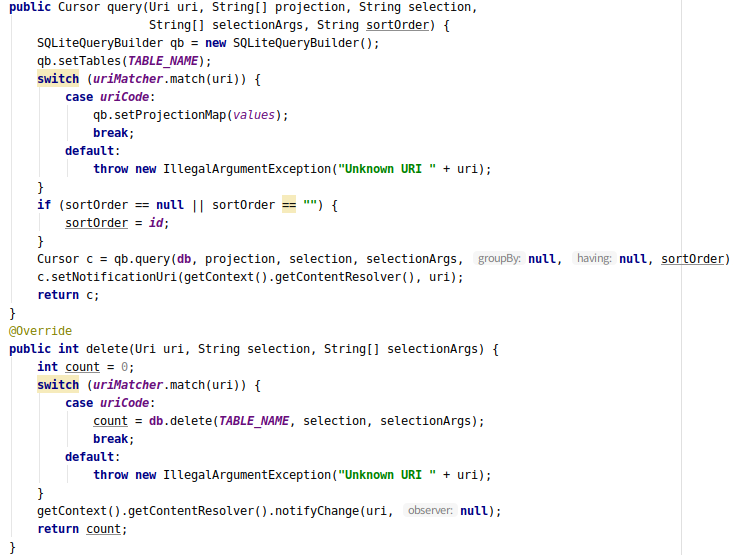 public Cursor query(Uri uri, String[] projection, String selection,
                    String[] selectionArgs, String sortOrder) {
    SQLiteQueryBuilder qb = new SQLiteQueryBuilder();
    qb.setTables(TABLE_NAME);
    switch (uriMatcher.match(uri)) {
        case uriCode:
            qb.setProjectionMap(values);
            break;
        default:
            throw new IllegalArgumentException("Unknown URI " + uri);
    }
    if (sortOrder == null || sortOrder == "") {
        sortOrder = id;
    }
    Cursor c = qb.query(db, projection, selection, selectionArgs, groupBy: null, having: null, sortOrder)
    c.setNotificationUri(getContext().getContentResolver(), uri);
    return c;
}
@Override
public int delete(Uri uri, String selection, String[] selectionArgs) {
    int count = 0;
    switch (uriMatcher.match(uri)) {
        case uriCode:
            count = db.delete(TABLE_NAME, selection, selectionArgs);
            break;
        default:
            throw new IllegalArgumentException("Unknown URI " + uri);
    }
    getContext().getContentResolver().notifyChange(uri, observer: null);
    return count;
}